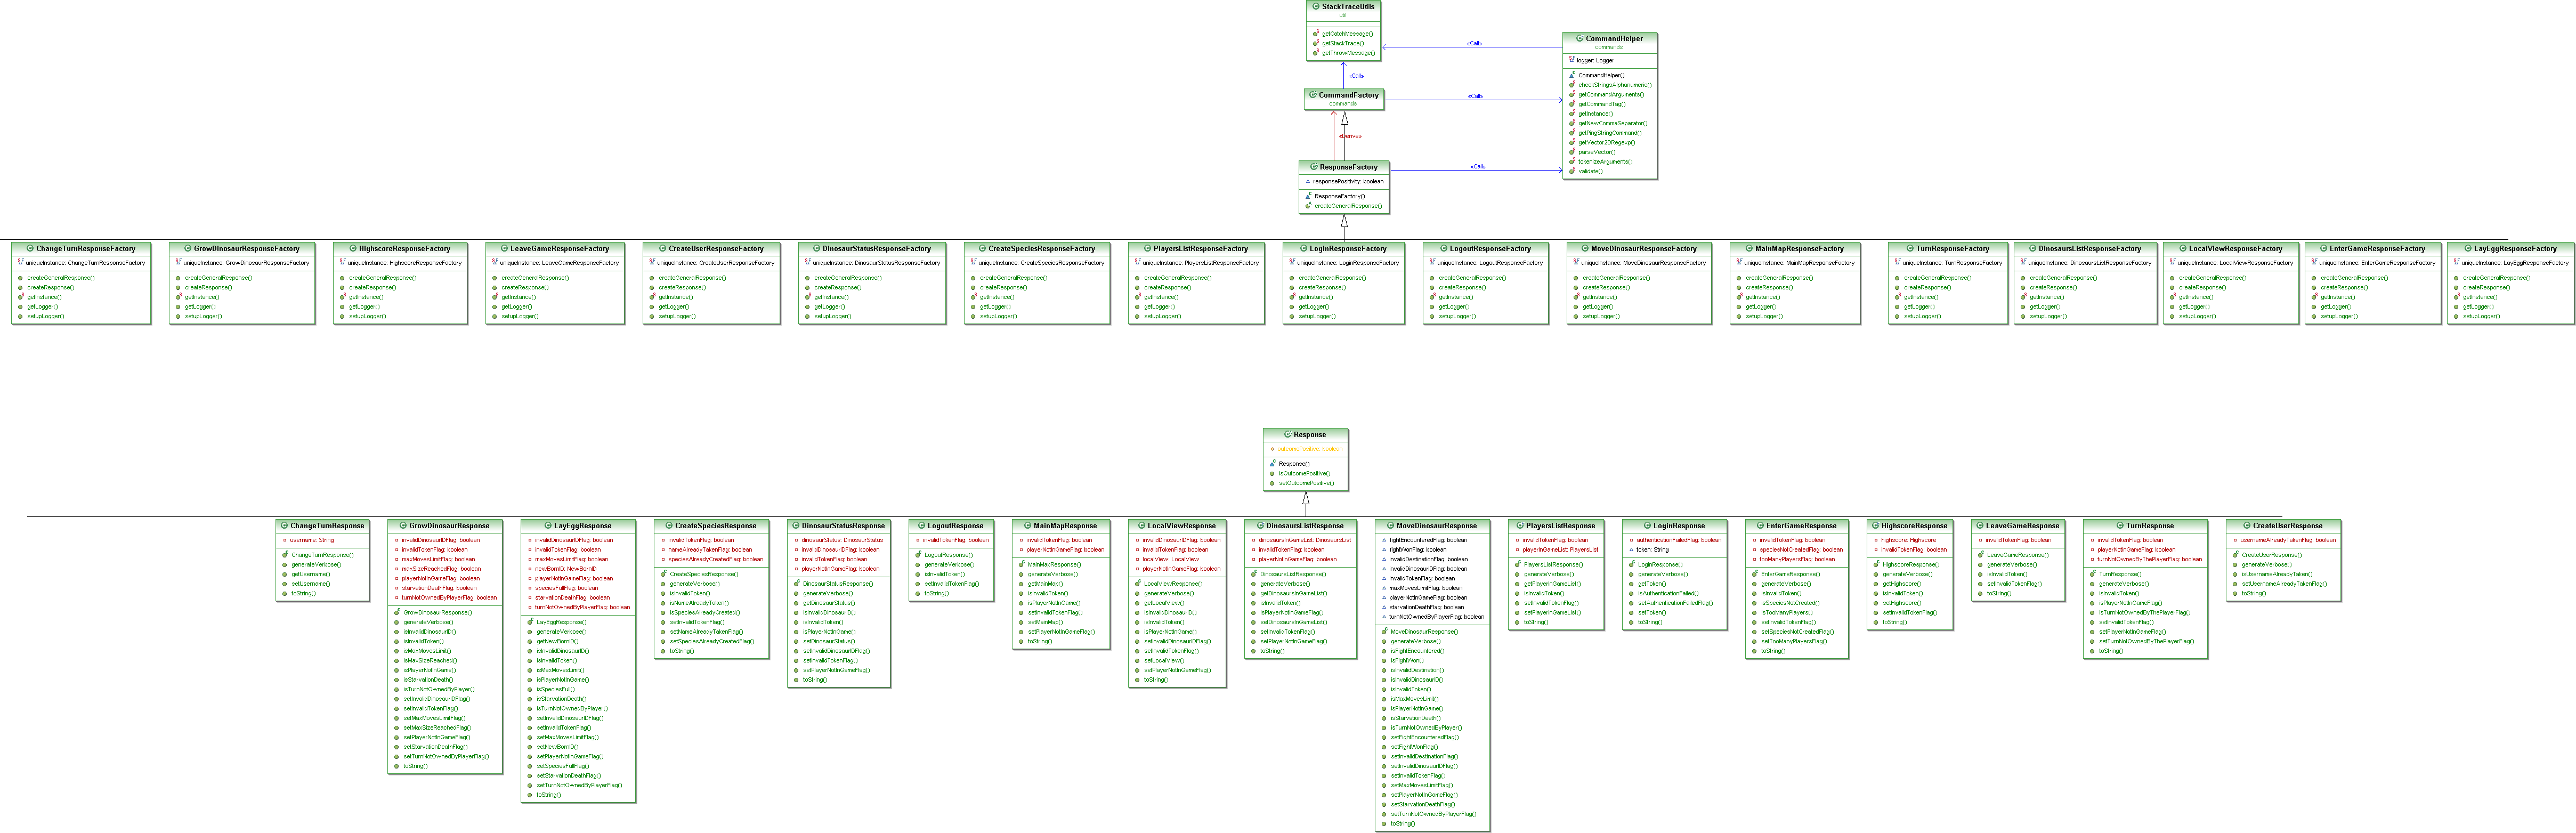 StackTraceUtils
util
getCatchMessage()
getStackTrace()
getThrowMessage()
CommandHelper
commands
logger: Logger
CommandHelper()
checkStringsAlphanumeric()
getCommandArguments()
getCommandTag()
getInstance()
getNewCommaSeparator()
getPingStringCommand()
getVector2DRegexp()
parseVector()
tokenizeArguments()
validate()
«Call»
«Call»
CommandFactory
commands
«Call»
«Derive»
ResponseFactory
responsePositivity: boolean
ResponseFactory()
createGeneralResponse()
«Call»
ChangeTurnResponseFactory
uniqueInstance: ChangeTurnResponseFactory
createGeneralResponse()
createResponse()
getInstance()
getLogger()
setupLogger()
GrowDinosaurResponseFactory
uniqueInstance: GrowDinosaurResponseFactory
createGeneralResponse()
createResponse()
getInstance()
getLogger()
setupLogger()
HighscoreResponseFactory
uniqueInstance: HighscoreResponseFactory
createGeneralResponse()
createResponse()
getInstance()
getLogger()
setupLogger()
LeaveGameResponseFactory
uniqueInstance: LeaveGameResponseFactory
createGeneralResponse()
createResponse()
getInstance()
getLogger()
setupLogger()
CreateUserResponseFactory
uniqueInstance: CreateUserResponseFactory
createGeneralResponse()
createResponse()
getInstance()
getLogger()
setupLogger()
DinosaurStatusResponseFactory
uniqueInstance: DinosaurStatusResponseFactory
createGeneralResponse()
createResponse()
getInstance()
getLogger()
setupLogger()
CreateSpeciesResponseFactory
uniqueInstance: CreateSpeciesResponseFactory
createGeneralResponse()
createResponse()
getInstance()
getLogger()
setupLogger()
PlayersListResponseFactory
uniqueInstance: PlayersListResponseFactory
createGeneralResponse()
createResponse()
getInstance()
getLogger()
setupLogger()
LoginResponseFactory
uniqueInstance: LoginResponseFactory
createGeneralResponse()
createResponse()
getInstance()
getLogger()
setupLogger()
LogoutResponseFactory
uniqueInstance: LogoutResponseFactory
createGeneralResponse()
createResponse()
getInstance()
getLogger()
setupLogger()
MoveDinosaurResponseFactory
uniqueInstance: MoveDinosaurResponseFactory
createGeneralResponse()
createResponse()
getInstance()
getLogger()
setupLogger()
MainMapResponseFactory
uniqueInstance: MainMapResponseFactory
createGeneralResponse()
createResponse()
getInstance()
getLogger()
setupLogger()
TurnResponseFactory
uniqueInstance: TurnResponseFactory
createGeneralResponse()
createResponse()
getInstance()
getLogger()
setupLogger()
DinosaursListResponseFactory
uniqueInstance: DinosaursListResponseFactory
createGeneralResponse()
createResponse()
getInstance()
getLogger()
setupLogger()
LocalViewResponseFactory
uniqueInstance: LocalViewResponseFactory
createGeneralResponse()
createResponse()
getInstance()
getLogger()
setupLogger()
EnterGameResponseFactory
uniqueInstance: EnterGameResponseFactory
createGeneralResponse()
createResponse()
getInstance()
getLogger()
setupLogger()
LayEggResponseFactory
uniqueInstance: LayEggResponseFactory
createGeneralResponse()
createResponse()
getInstance()
getLogger()
setupLogger()
Response
outcomePositive: boolean
Response()
isOutcomePositive()
setOutcomePositive()
ChangeTurnResponse
username: String
ChangeTurnResponse()
generateVerbose()
getUsername()
setUsername()
toString()
GrowDinosaurResponse
invalidDinosaurIDFlag: boolean
invalidTokenFlag: boolean
maxMovesLimitFlag: boolean
maxSizeReachedFlag: boolean
playerNotInGameFlag: boolean
starvationDeathFlag: boolean
turnNotOwnedByPlayerFlag: boolean
GrowDinosaurResponse()
generateVerbose()
isInvalidDinosaurID()
isInvalidToken()
isMaxMovesLimit()
isMaxSizeReached()
isPlayerNotInGame()
isStarvationDeath()
isTurnNotOwnedByPlayer()
setInvalidDinosaurIDFlag()
setInvalidTokenFlag()
setMaxMovesLimitFlag()
setMaxSizeReachedFlag()
setPlayerNotInGameFlag()
setStarvationDeathFlag()
setTurnNotOwnedByPlayerFlag()
toString()
LayEggResponse
invalidDinosaurIDFlag: boolean
invalidTokenFlag: boolean
maxMovesLimitFlag: boolean
newBornID: NewBornID
playerNotInGameFlag: boolean
speciesFullFlag: boolean
starvationDeathFlag: boolean
turnNotOwnedByPlayerFlag: boolean
LayEggResponse()
generateVerbose()
getNewBornID()
isInvalidDinosaurID()
isInvalidToken()
isMaxMovesLimit()
isPlayerNotInGame()
isSpeciesFull()
isStarvationDeath()
isTurnNotOwnedByPlayer()
setInvalidDinosaurIDFlag()
setInvalidTokenFlag()
setMaxMovesLimitFlag()
setNewBornID()
setPlayerNotInGameFlag()
setSpeciesFullFlag()
setStarvationDeathFlag()
setTurnNotOwnedByPlayerFlag()
toString()
CreateSpeciesResponse
invalidTokenFlag: boolean
nameAlreadyTakenFlag: boolean
speciesAlreadyCreatedFlag: boolean
CreateSpeciesResponse()
generateVerbose()
isInvalidToken()
isNameAlreadyTaken()
isSpeciesAlreadyCreated()
setInvalidTokenFlag()
setNameAlreadyTakenFlag()
setSpeciesAlreadyCreatedFlag()
toString()
DinosaurStatusResponse
dinosaurStatus: DinosaurStatus
invalidDinosaurIDFlag: boolean
invalidTokenFlag: boolean
playerNotInGameFlag: boolean
DinosaurStatusResponse()
generateVerbose()
getDinosaurStatus()
isInvalidDinosaurID()
isInvalidToken()
isPlayerNotInGame()
setDinosaurStatus()
setInvalidDinosaurIDFlag()
setInvalidTokenFlag()
setPlayerNotInGameFlag()
toString()
LogoutResponse
invalidTokenFlag: boolean
LogoutResponse()
generateVerbose()
isInvalidToken()
setInvalidTokenFlag()
toString()
MainMapResponse
invalidTokenFlag: boolean
playerNotInGameFlag: boolean
MainMapResponse()
generateVerbose()
getMainMap()
isInvalidToken()
isPlayerNotInGame()
setInvalidTokenFlag()
setMainMap()
setPlayerNotInGameFlag()
toString()
LocalViewResponse
invalidDinosaurIDFlag: boolean
invalidTokenFlag: boolean
localView: LocalView
playerNotInGameFlag: boolean
LocalViewResponse()
generateVerbose()
getLocalView()
isInvalidDinosaurID()
isInvalidToken()
isPlayerNotInGame()
setInvalidDinosaurIDFlag()
setInvalidTokenFlag()
setLocalView()
setPlayerNotInGameFlag()
toString()
DinosaursListResponse
dinosaursInGameList: DinosaursList
invalidTokenFlag: boolean
playerNotInGameFlag: boolean
DinosaursListResponse()
generateVerbose()
getDinosaursInGameList()
isInvalidToken()
isPlayerNotInGameFlag()
setDinosaursInGameList()
setInvalidTokenFlag()
setPlayerNotInGameFlag()
toString()
MoveDinosaurResponse
fightEncounteredFlag: boolean
fightWonFlag: boolean
invalidDestinationFlag: boolean
invalidDinosaurIDFlag: boolean
invalidTokenFlag: boolean
maxMovesLimitFlag: boolean
playerNotInGameFlag: boolean
starvationDeathFlag: boolean
turnNotOwnedByPlayerFlag: boolean
MoveDinosaurResponse()
generateVerbose()
isFightEncountered()
isFightWon()
isInvalidDestination()
isInvalidDinosaurID()
isInvalidToken()
isMaxMovesLimit()
isPlayerNotInGame()
isStarvationDeath()
isTurnNotOwnedByPlayer()
setFightEncounteredFlag()
setFightWonFlag()
setInvalidDestinationFlag()
setInvalidDinosaurIDFlag()
setInvalidTokenFlag()
setMaxMovesLimitFlag()
setPlayerNotInGameFlag()
setStarvationDeathFlag()
setTurnNotOwnedByPlayerFlag()
toString()
PlayersListResponse
invalidTokenFlag: boolean
playerInGameList: PlayersList
PlayersListResponse()
generateVerbose()
getPlayerInGameList()
isInvalidToken()
setInvalidTokenFlag()
setPlayerInGameList()
toString()
LoginResponse
authenticationFailedFlag: boolean
token: String
LoginResponse()
generateVerbose()
getToken()
isAuthenticationFailed()
setAuthenticationFailedFlag()
setToken()
toString()
EnterGameResponse
invalidTokenFlag: boolean
speciesNotCreatedFlag: boolean
tooManyPlayersFlag: boolean
EnterGameResponse()
generateVerbose()
isInvalidToken()
isSpeciesNotCreated()
isTooManyPlayers()
setInvalidTokenFlag()
setSpeciesNotCreatedFlag()
setTooManyPlayersFlag()
toString()
HighscoreResponse
highscore: Highscore
invalidTokenFlag: boolean
HighscoreResponse()
generateVerbose()
getHighscore()
isInvalidToken()
setHighscore()
setInvalidTokenFlag()
toString()
LeaveGameResponse
invalidTokenFlag: boolean
LeaveGameResponse()
generateVerbose()
isInvalidToken()
setInvalidTokenFlag()
toString()
TurnResponse
invalidTokenFlag: boolean
playerNotInGameFlag: boolean
turnNotOwnedByThePlayerFlag: boolean
TurnResponse()
generateVerbose()
isInvalidToken()
isPlayerNotInGameFlag()
isTurnNotOwnedByThePlayerFlag()
setInvalidTokenFlag()
setPlayerNotInGameFlag()
setTurnNotOwnedByThePlayerFlag()
toString()
CreateUserResponse
usernameAlreadyTakenFlag: boolean
CreateUserResponse()
generateVerbose()
isUsernameAlreadyTaken()
setUsernameAlreadyTakenFlag()
toString()